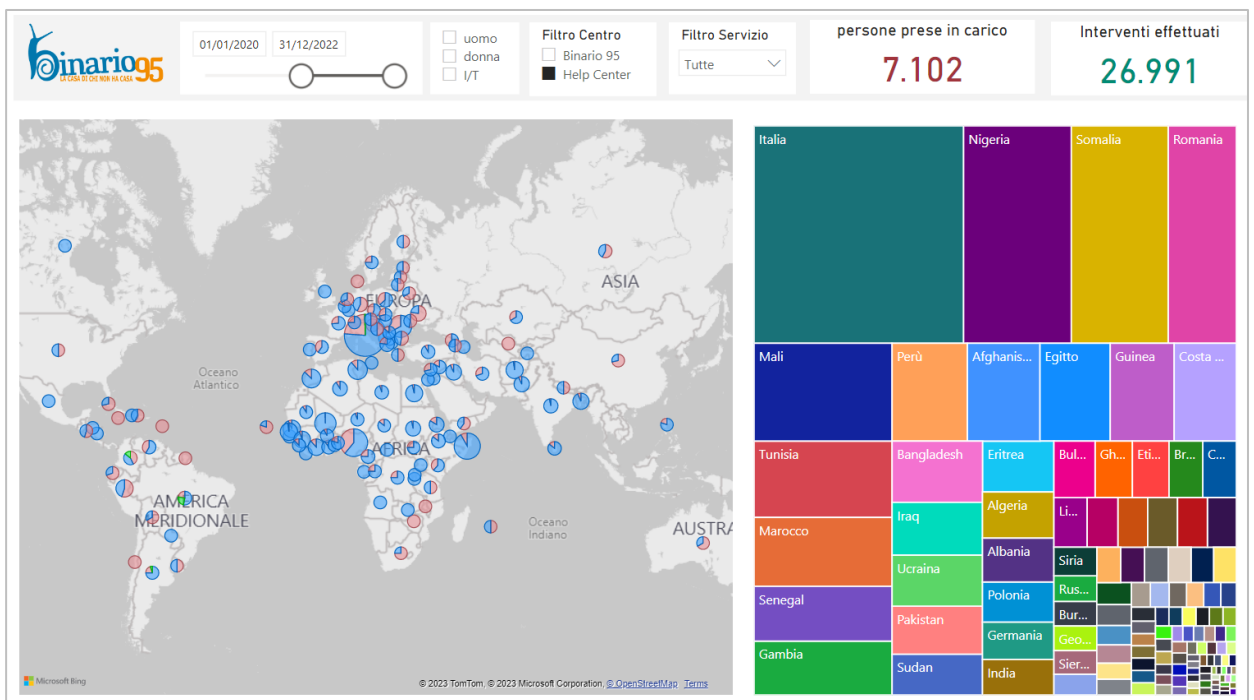 binario95
LA CASA DI CHI NON HA CASA
01/01/2020
31/12/2022
uomo
donna
I/T
Filtro Centro
Binario 95
Help Center
Filtro Servizio
Tutte
persone prese in carico
7.102
Interventi effettuati
26.991
ASIA
EUROPA
Oceano
Atlantico
AFRICA
AMERICA
MERIDIONALE
Oceano
Indiano
AUSTRA
Microsoft Bing
© 2023 TomTom, © 2023 Microsoft Corporation, © OpenStreetMap Terms
Italia
Nigeria
Somalia
Romania
Mali
Perù
Afghanis...
Egitto
Guinea
Costa ...
Tunisia
Bangladesh
Eritrea
Bul...
Gh...
Eti...
Br...
C...
Marocco
Iraq
Algeria
Li...
Albania
Siria
Ucraina
Senegal
Polonia
Rus...
Pakistan
Bur...
Germania
Geo...
Gambia
Sudan
India
Sier...